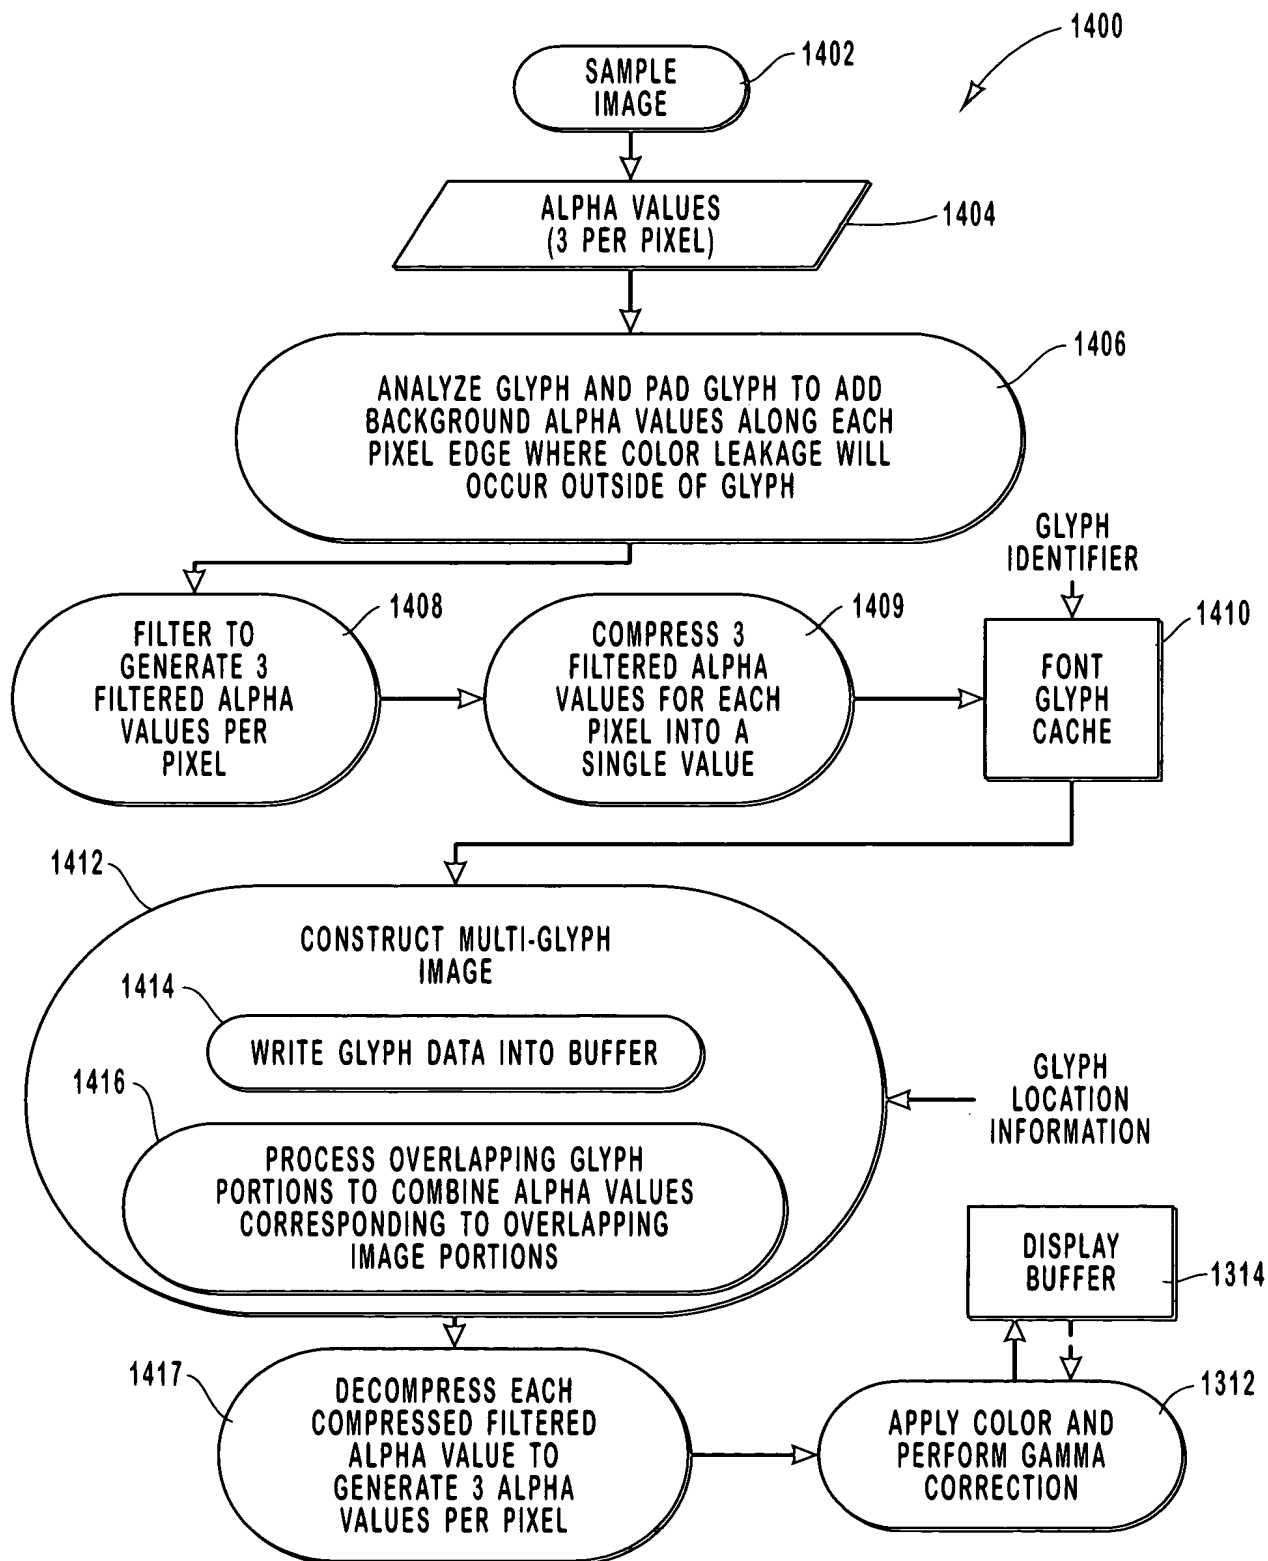 1400
SAMPLE
IMAGE
1402
ALPHA VALUES
(3 PER PIXEL)
1404
1406
ANALYZE GLYPH AND PAD GLYPH TO ADD
BACKGROUND ALPHA VALUES ALONG EACH
PIXEL EDGE WHERE COLOR LEAKAGE WILL
OCCUR OUTSIDE OF GLYPH
GLYPH
IDENTIFIER
1408
FILTER TO
GENERATE 3
FILTERED ALPHA
VALUES PER
PIXEL
1409
COMPRESS 3
FILTERED ALPHA
VALUES FOR EACH
PIXEL INTO A
SINGLE VALUE
1410
FONT
GLYPH
CACHE
1412
CONSTRUCT MULTI-GLYPH
IMAGE
1414
WRITE GLYPH DATA INTO BUFFER
1416
PROCESS OVERLAPPING GLYPH
PORTIONS TO COMBINE ALPHA VALUES
CORRESPONDING TO OVERLAPPING
IMAGE PORTIONS
GLYPH
LOCATION
INFORMATION
DISPLAY
BUFFER
1314
1417
DECOMPRESS EACH
COMPRESSED FILTERED
ALPHA VALUE TO
GENERATE 3 ALPHA
VALUES PER PIXEL
1312
APPLY COLOR AND
PERFORM GAMMA
CORRECTION